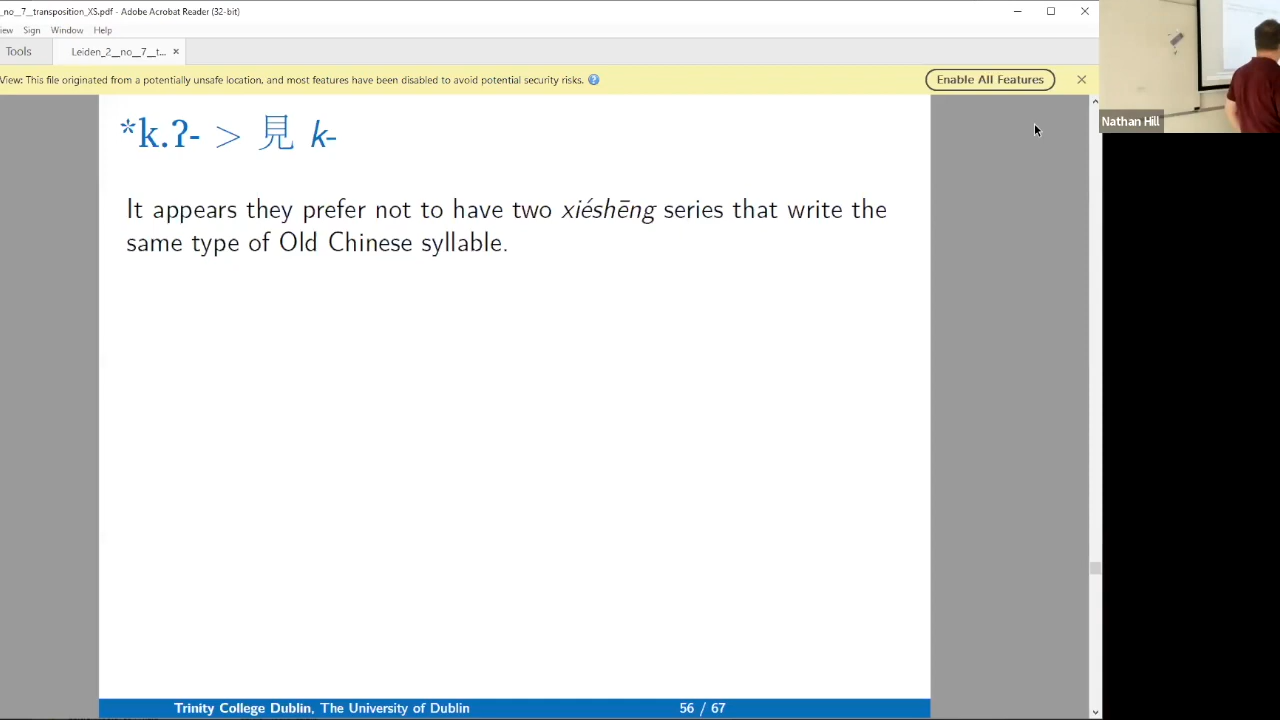 _no__7__transposition_XS.pdf - Adobe Acrobat Reader (32-bit)
iew Sign Window Help
Tools Leiden_2__no__7__t... ×
View: This file originated from a potentially unsafe location, and most features have been disabled to avoid potential security risks. Enable All Features
Nathan Hill
*k.ʔ- > 見 k-
It appears they prefer not to have two xiéshēng series that write the
same type of Old Chinese syllable.
Trinity College Dublin, The University of Dublin 56 / 67